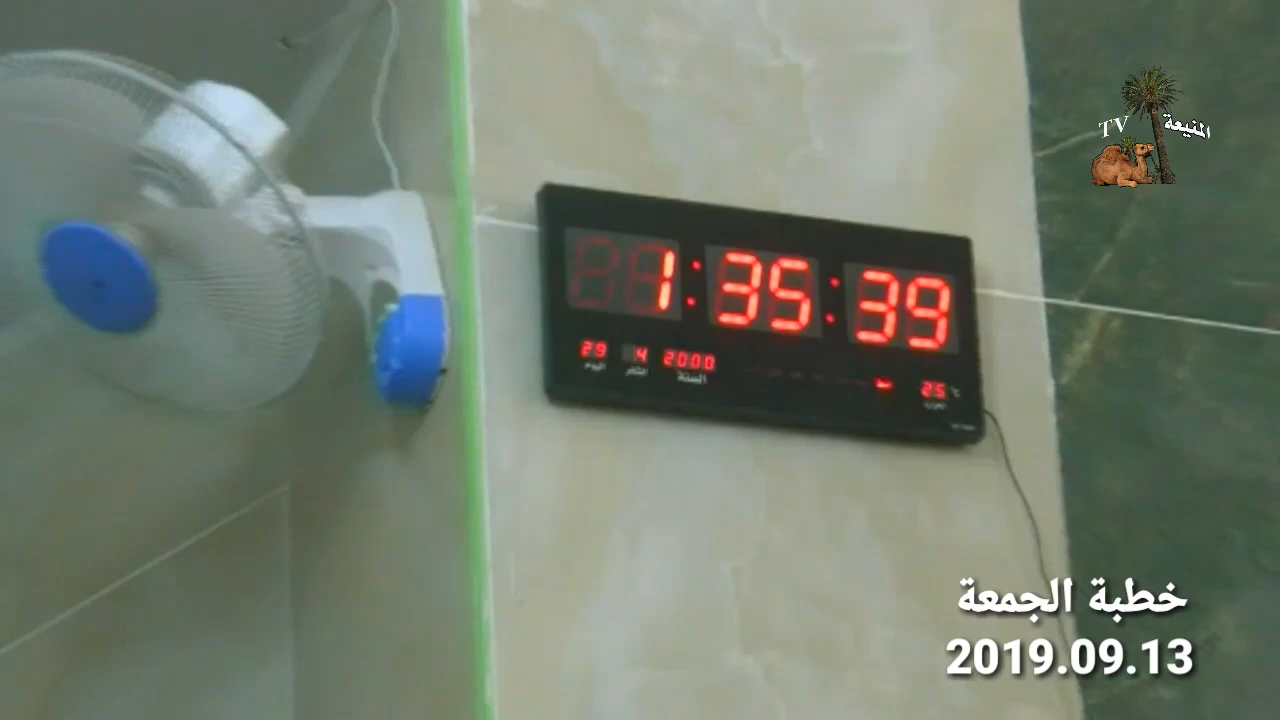 TV المنيعة
1:35:39
29 4 2000 25 °C
اليوم الشهر السنة
خطبة الجمعة
2019.09.13